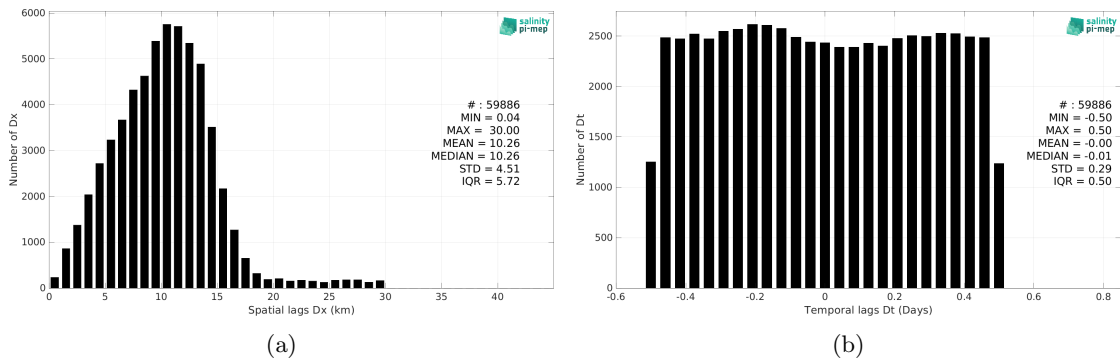 6000
5000
4000
3000
2000
1000
0
Number of Dx
0 5 10 15 20 25 30 35 40
Spatial lags Dx (km)
salinity
pi-mep
# : 59886
MIN = 0.04
MAX = 30.00
MEAN = 10.26
MEDIAN = 10.26
STD = 4.51
IQR = 5.72
(a)
2500
2000
1500
1000
500
0
Number of Dt
-0.6 -0.4 -0.2 0 0.2 0.4 0.6 0.8
Temporal lags Dt (Days)
salinity
pi-mep
# : 59886
MIN = -0.50
MAX = 0.50
MEAN = -0.00
MEDIAN = -0.01
STD = 0.29
IQR = 0.50
(b)